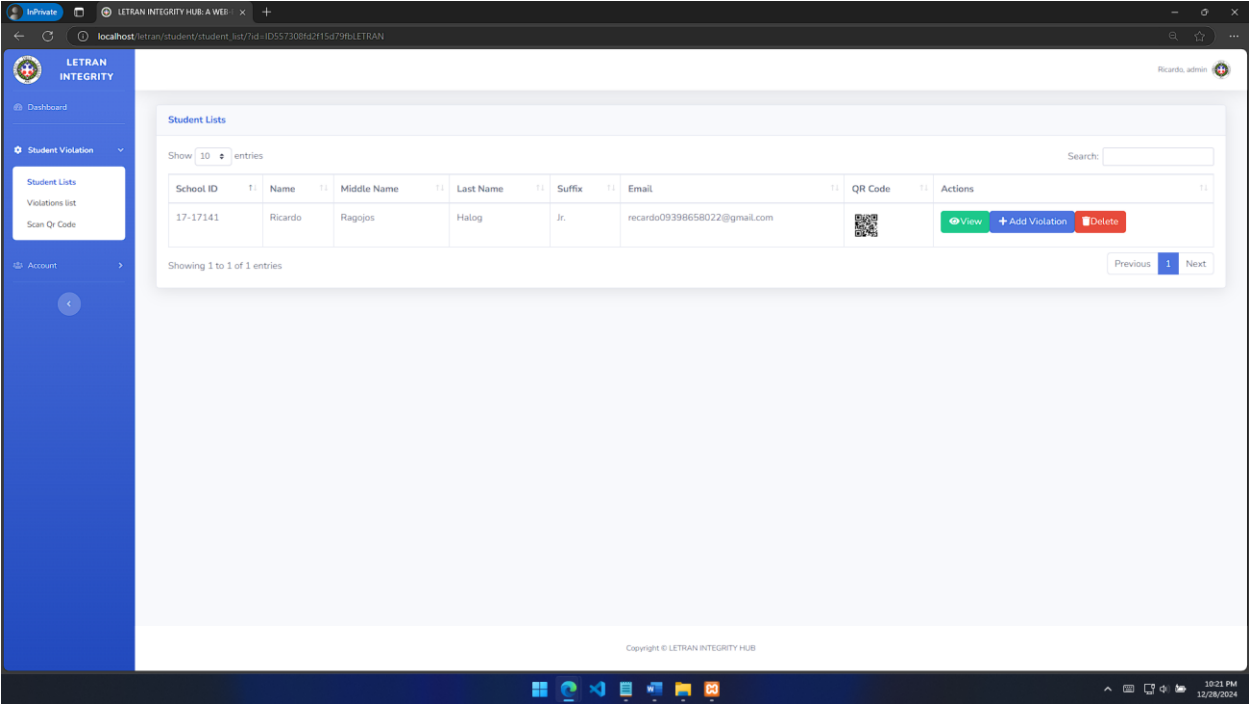 InPrivate
LETRAN INTEGRITY HUB: A WEB-
localhost/letran/student/student_list/?id=ID557308fd2f15d79fbLETRAN
LETRAN
INTEGRITY
Ricardo, admin
Dashboard
Student Violation
Student Lists
Violations list
Scan Qr Code
Account
Student Lists
Show 10 entries
Search:
School ID Name Middle Name Last Name Suffix Email QR Code Actions
17-17141 Ricardo Ragojos Halog Jr. recardo09398658022@gmail.com View Add Violation Delete
Showing 1 to 1 of 1 entries
Previous 1 Next
Copyright © LETRAN INTEGRITY HUB
10:21 PM
12/28/2024